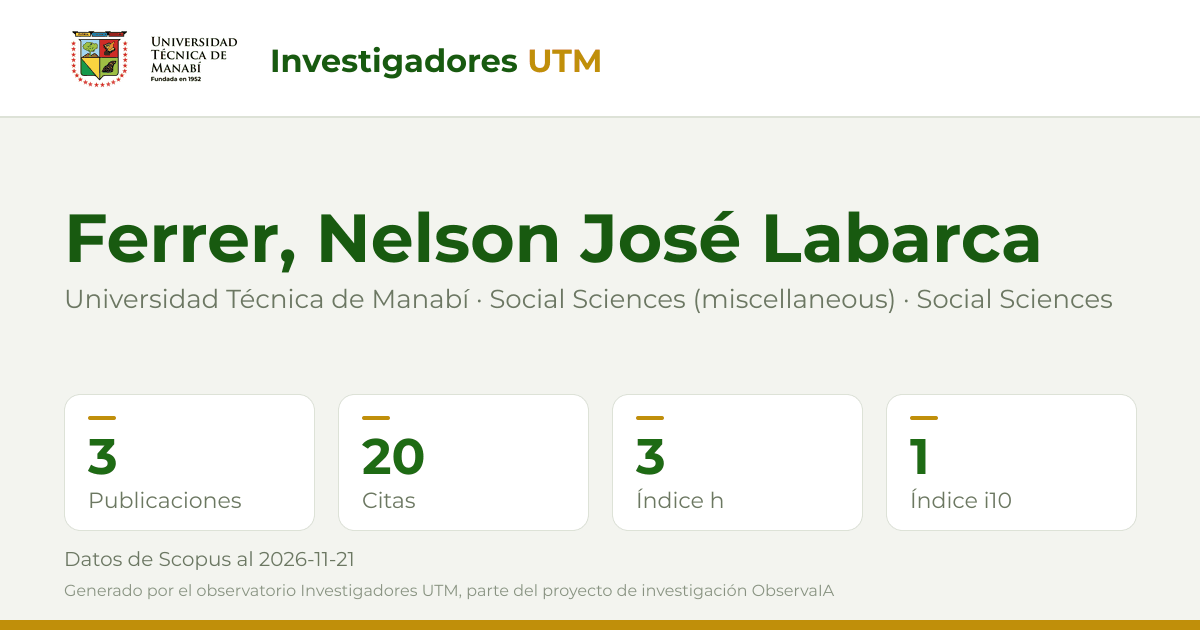 UNIVERSIDAD
TÉCNICA DE
MANABÍ
Fundada en 1952
Investigadores UTM
Ferrer, Nelson José Labarca
Universidad Técnica de Manabí · Social Sciences (miscellaneous) · Social Sciences
3
Publicaciones
20
Citas
3
Índice h
1
Índice i10
Datos de Scopus al 2026-11-21
Generado por el observatorio Investigadores UTM, parte del proyecto de investigación ObservaIA